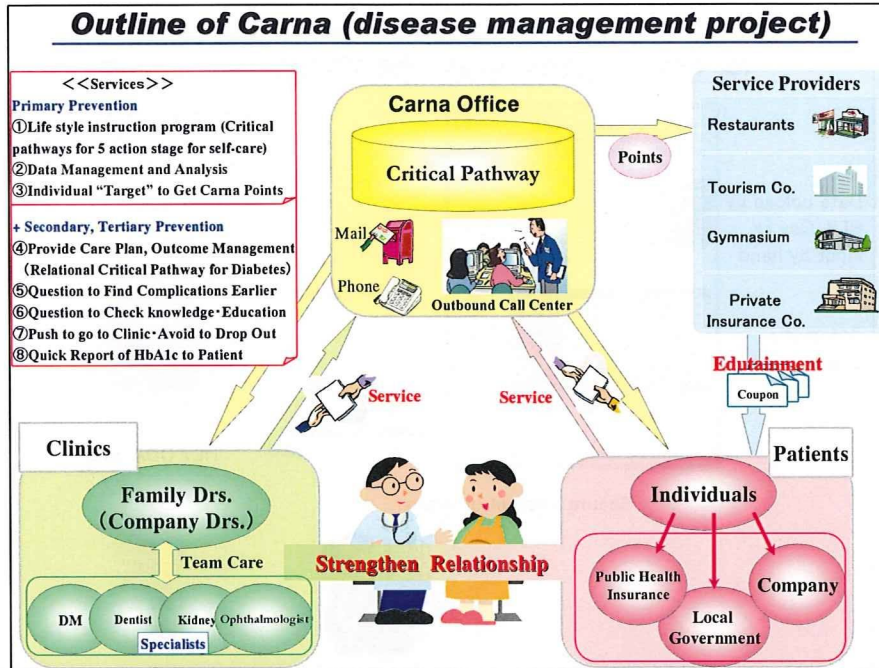 Outline of Carna (disease management project)
<<Services>>
Primary Prevention
①Life style instruction program (Critical
pathways for 5 action stage for self-care)
②Data Management and Analysis
③Individual “Target” to Get Carna Points
+ Secondary, Tertiary Prevention
④Provide Care Plan, Outcome Management
(Relational Critical Pathway for Diabetes)
⑤Question to Find Complications Earlier
⑥Question to Check knowledge・Education
⑦Push to go to Clinic・Avoid to Drop Out
⑧Quick Report of HbA1c to Patient
Carna Office
Critical Pathway
Mail
Phone
Outbound Call Center
Points
Service Providers
Restaurants
Tourism Co.
Gymnasium
Private
Insurance Co.
Edutainment
Coupon
Service
Service
Clinics
Family Drs.
(Company Drs.)
Team Care
DM
Dentist
Kidney
Ophthalmologist
Specialists
Strengthen Relationship
Patients
Individuals
Public Health
Insurance
Local
Government
Company